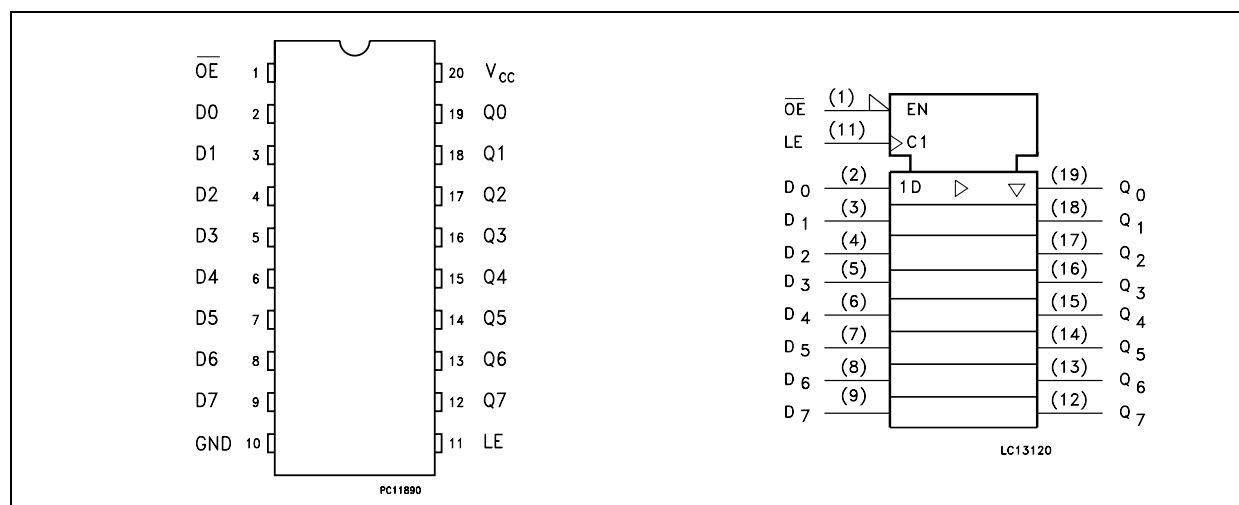 OE 1 20 VCC
D0 2 19 Q0
D1 3 18 Q1
D2 4 17 Q2
D3 5 16 Q3
D4 6 15 Q4
D5 7 14 Q5
D6 8 13 Q6
D7 9 12 Q7
GND 10 11 LE
PC11890
OE (1) EN
LE (11) C1
D0 (2) 1D (19) Q0
D1 (3) (18) Q1
D2 (4) (17) Q2
D3 (5) (16) Q3
D4 (6) (15) Q4
D5 (7) (14) Q5
D6 (8) (13) Q6
D7 (9) (12) Q7
LC13120